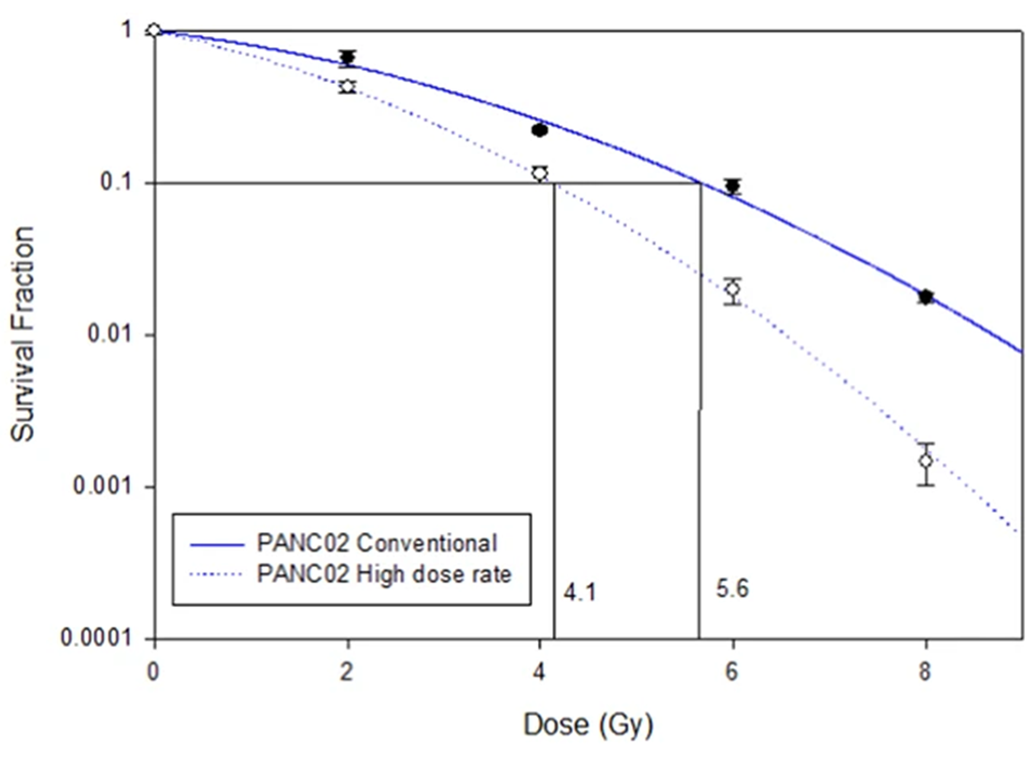 1
0.1
0.01
0.001
0.0001
Survival Fraction
PANC02 Conventional
PANC02 High dose rate
4.1
5.6
0 2 4 6 8
Dose (Gy)